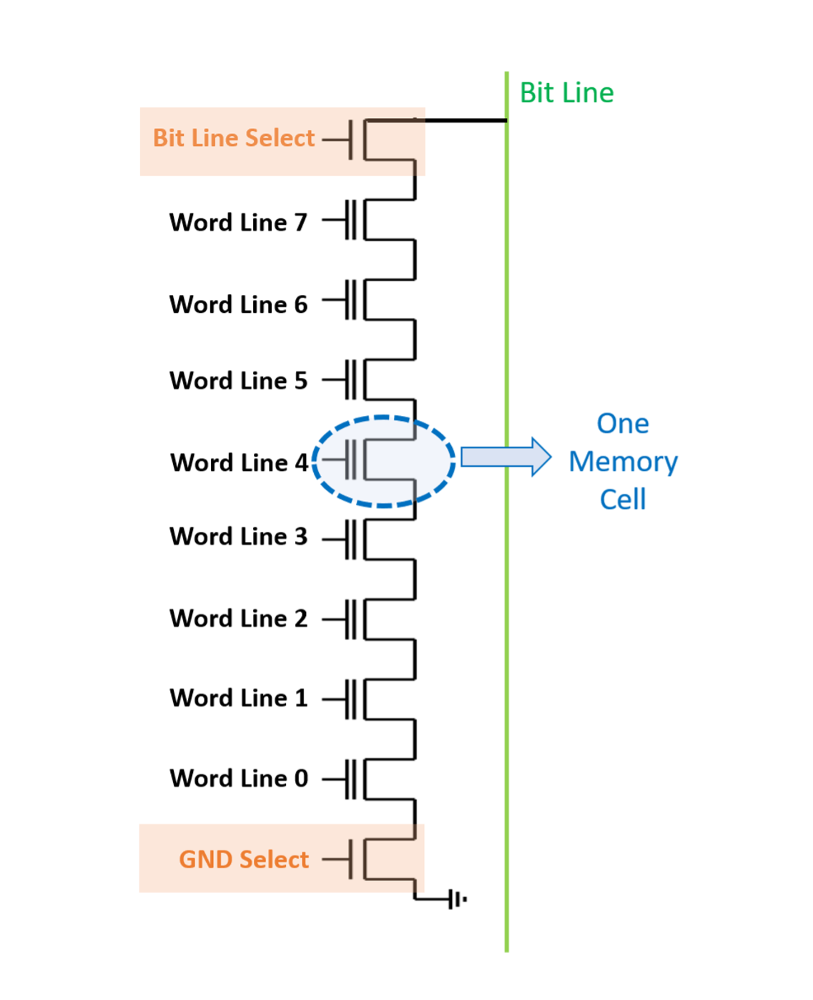 Bit Line
Bit Line Select
Word Line 7
Word Line 6
Word Line 5
Word Line 4
One
Memory
Cell
Word Line 3
Word Line 2
Word Line 1
Word Line 0
GND Select